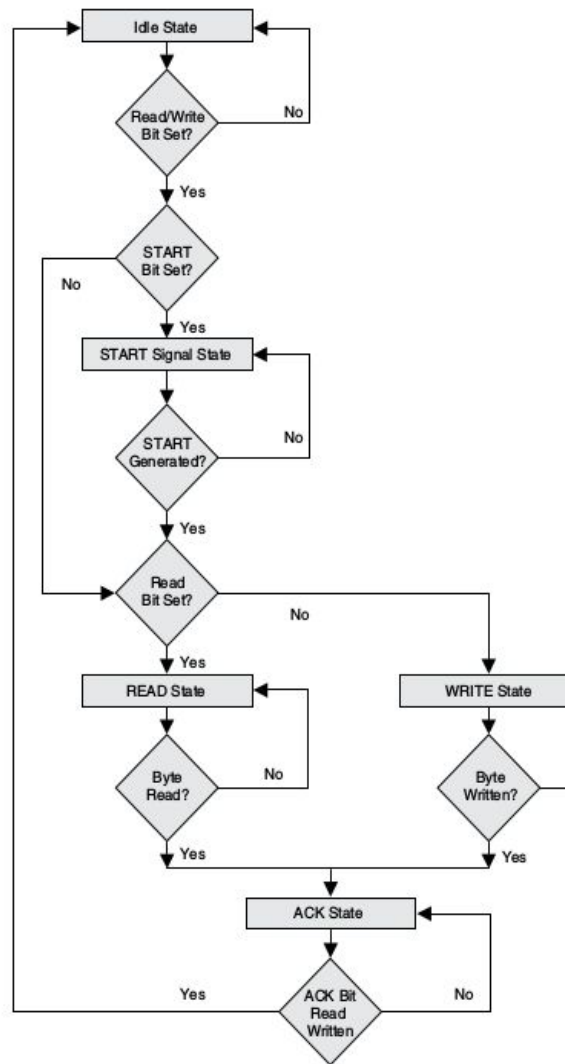 Idle State
Read/Write
Bit Set?
No
Yes
START
Bit Set?
No
Yes
START Signal State
START
Generated?
No
Yes
Read
Bit Set?
No
Yes
READ State
WRITE State
Byte
Read?
No
Byte
Written?
Yes
Yes
ACK State
Yes
ACK Bit
Read
Written
No